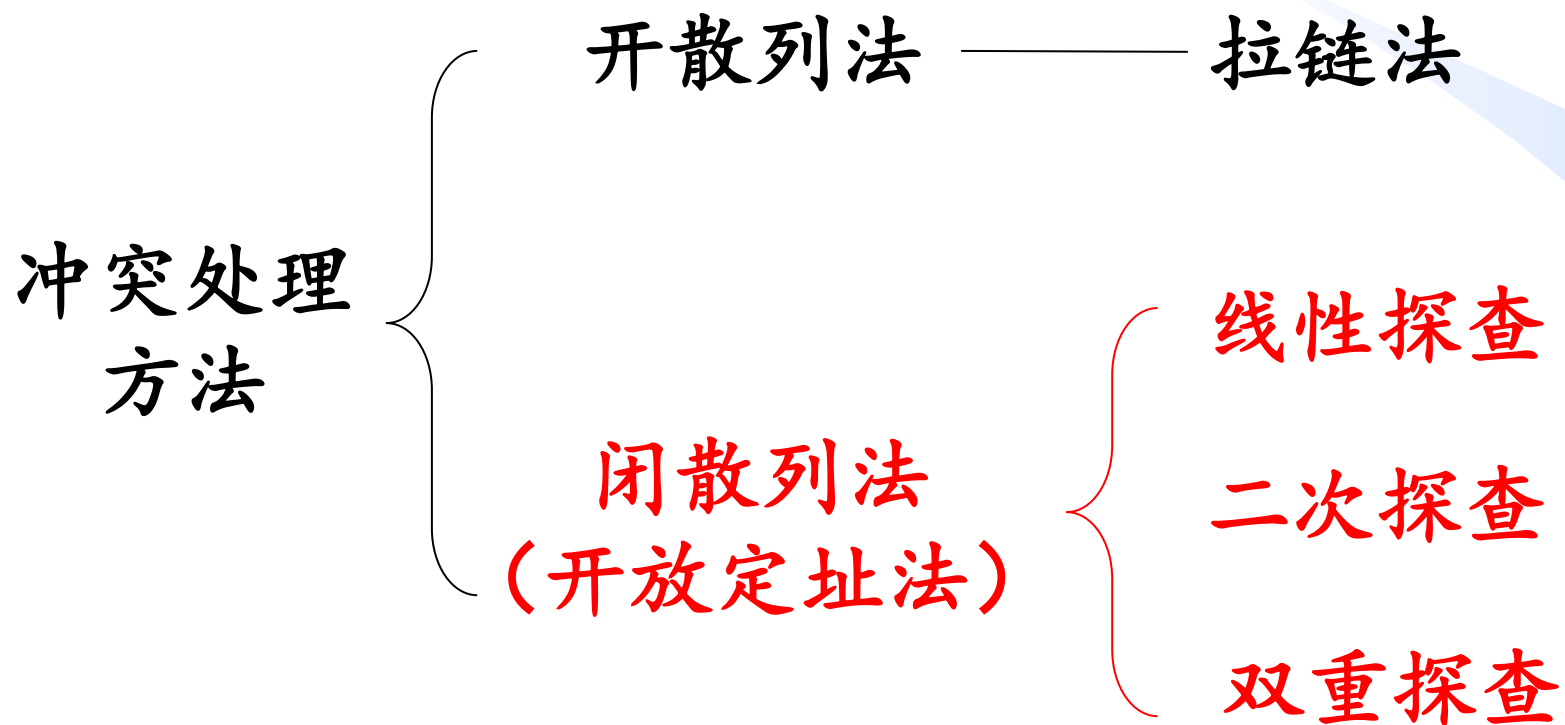 开散列法
拉链法
冲突处理
方法
闭散列法
（开放定址法）
线性探查
二次探查
双重探查